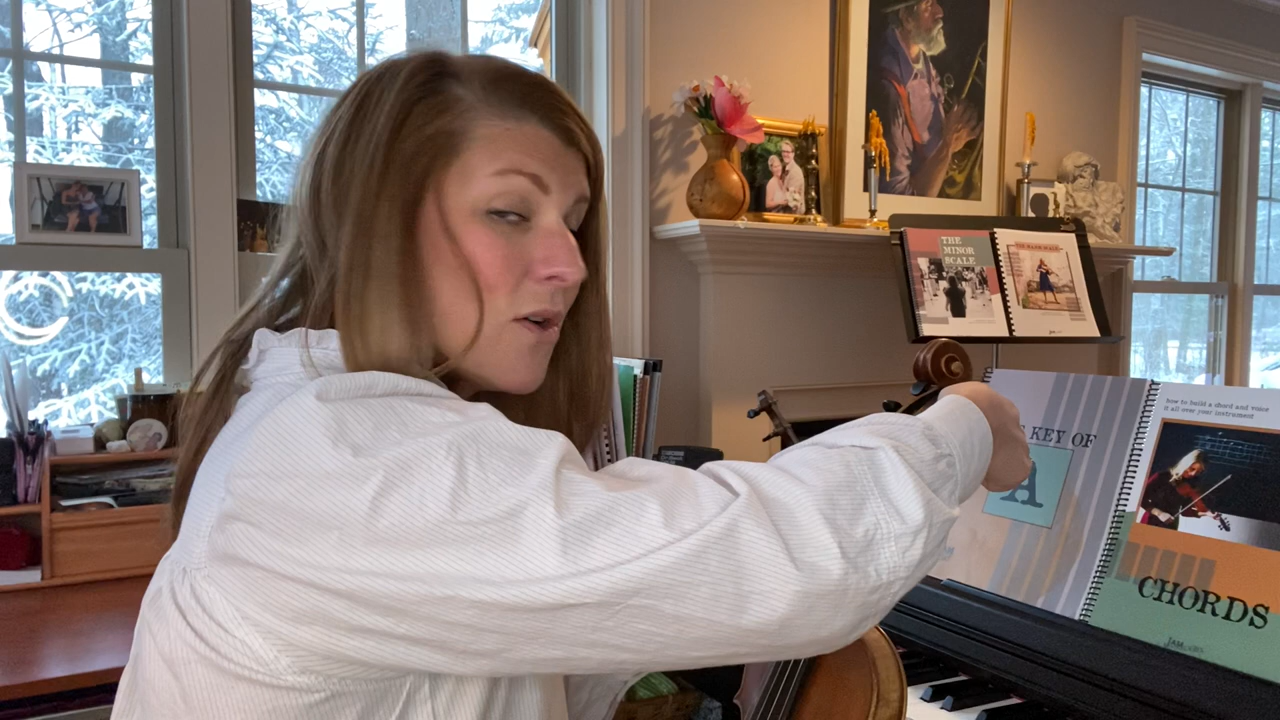 THE
MINOR
SCALE
KEY OF
A
how to build a chord and voice
it all over your instrument
CHORDS